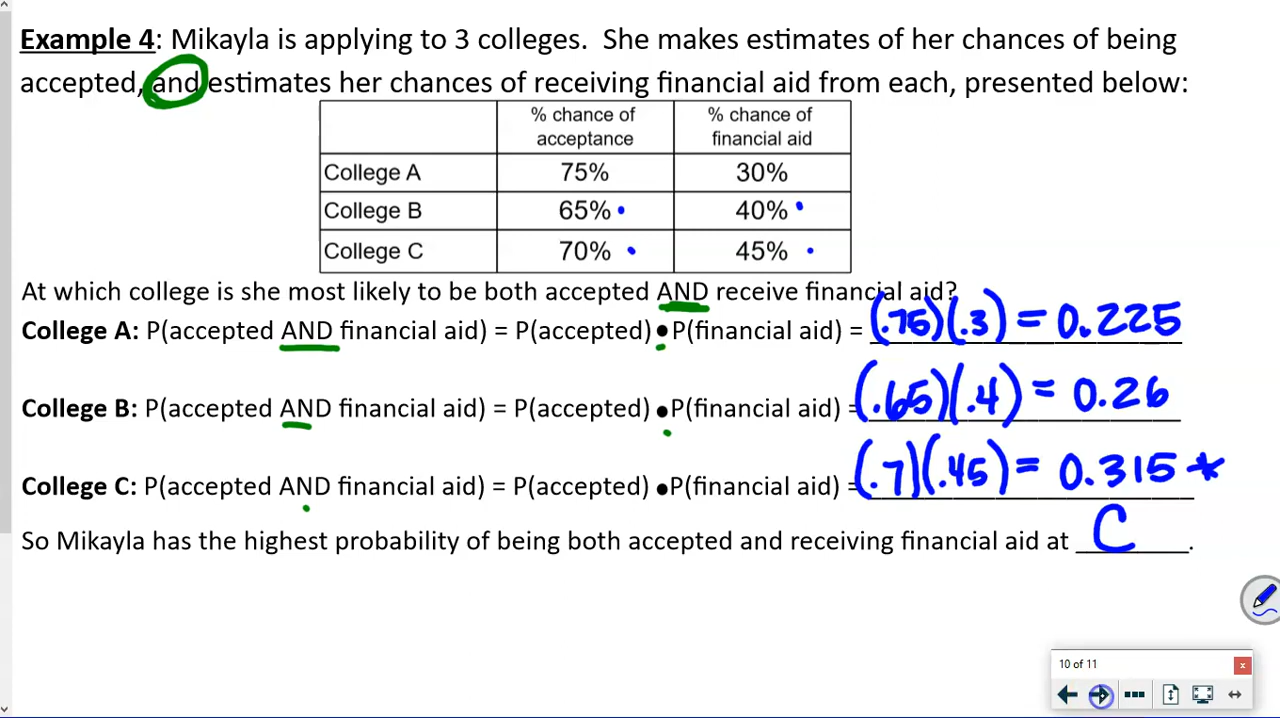 Example 4: Mikayla is applying to 3 colleges. She makes estimates of her chances of being
accepted, and estimates her chances of receiving financial aid from each, presented below:
% chance of acceptance % chance of financial aid
College A 75% 30%
College B 65% 40%
College C 70% 45%
At which college is she most likely to be both accepted AND receive financial aid?
College A: P(accepted AND financial aid) = P(accepted) • P(financial aid) = (.75)(.3) = 0.225
College B: P(accepted AND financial aid) = P(accepted) • P(financial aid) = (.65)(.4) = 0.26
College C: P(accepted AND financial aid) = P(accepted) • P(financial aid) = (.7)(.45) = 0.315 *
So Mikayla has the highest probability of being both accepted and receiving financial aid at C.
10 of 11